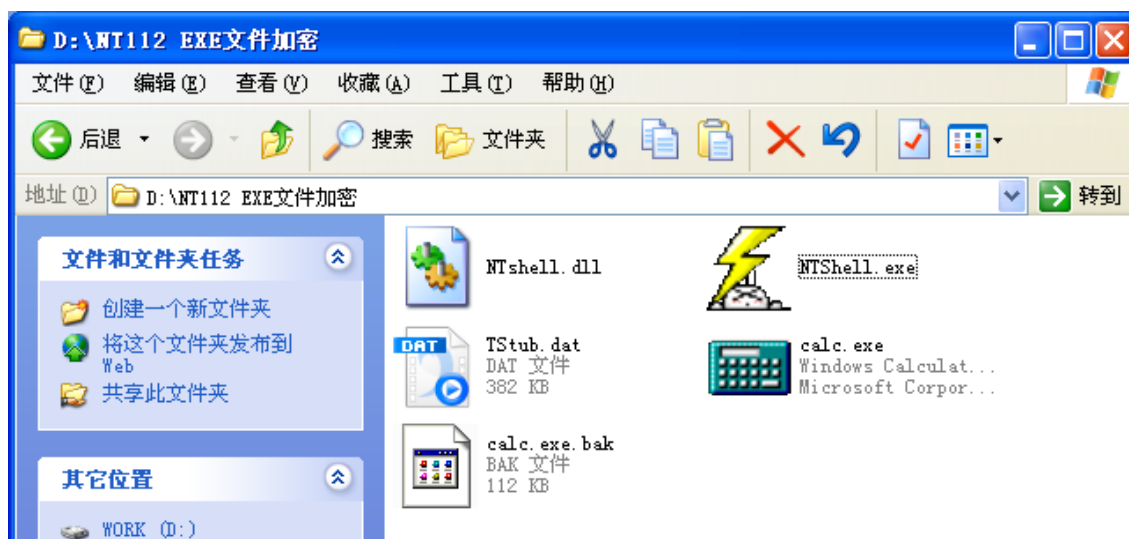 D:\NT112 EXE文件加密
文件(F) 编辑(E) 查看(V) 收藏(A) 工具(T) 帮助(H)
后退 搜索 文件夹
地址(D) D:\NT112 EXE文件加密 转到
文件和文件夹任务
创建一个新文件夹
将这个文件夹发布到
Web
共享此文件夹
其它位置
WORK (D:)
NTshell.dll
NTShell.exe
DAT
TStub.dat
DAT 文件
382 KB
calc.exe
Windows Calculat...
Microsoft Corpor...
calc.exe.bak
BAK 文件
112 KB